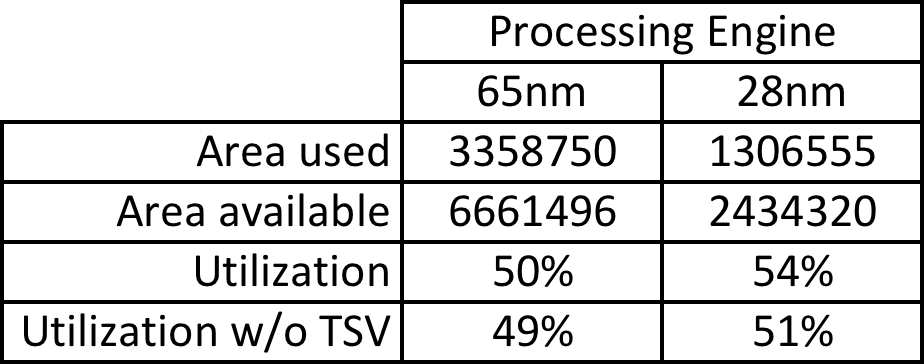 Processing Engine
65nm 28nm
Area used 3358750 1306555
Area available 6661496 2434320
Utilization 50% 54%
Utilization w/o TSV 49% 51%